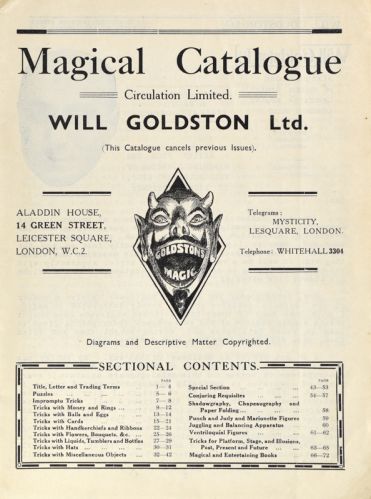 Magical Catalogue
Circulation Limited.
WILL GOLDSTON Ltd.
(This Catalogue cancels previous Issues).
ALADDIN HOUSE,
14 GREEN STREET,
LEICESTER SQUARE,
LONDON, W.C.2.
GOLDSTONS
MAGIC
Telegrams:
MYSTICITY,
LESQUARE, LONDON.
Telephone: WHITEHALL 3304
Diagrams and Descriptive Matter Copyrighted.
SECTIONAL CONTENTS.
PAGE
Title, Letter and Trading Terms 1—4
Puzzles ... 5—6
Impromptu Tricks ... 7—8
Tricks with Money and Rings ... 9—12
Tricks with Balls and Eggs ... 13—14
Tricks with Cards ... 15—21
Tricks with Handkerchiefs and Ribbons 22—24
Tricks with Flowers, Bouquets, &c. ... 25—26
Tricks with Liquids, Tumblers and Bottles 27—29
Tricks with Hats ... 30—31
Tricks with Miscellaneous Objects 32—42
PAGE
Special Section ... 43—53
Conjuring Requisites ... 54—57
Shadowgraphy, Chapeaugraphy and
Paper Folding ... 58
Punch and Judy and Marionette Figures 59
Juggling and Balancing Apparatus 60
Ventriloquial Figures ... 61—62
Tricks for Platform, Stage, and Illusions,
Past, Present and Future ... 63—65
Magical and Entertaining Books 66—72